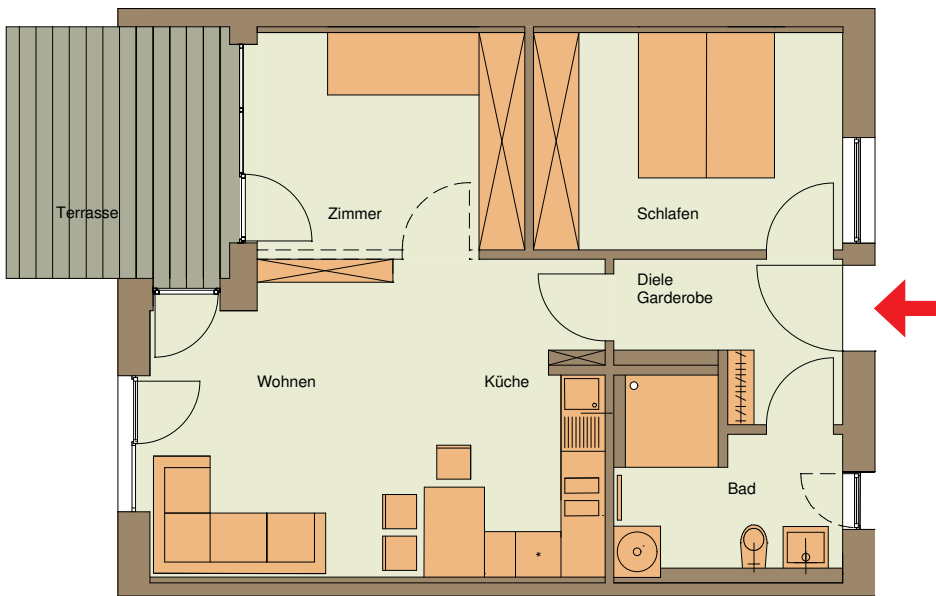 Terrasse
Zimmer
Schlafen
Diele
Garderobe
Wohnen
Küche
Bad
*